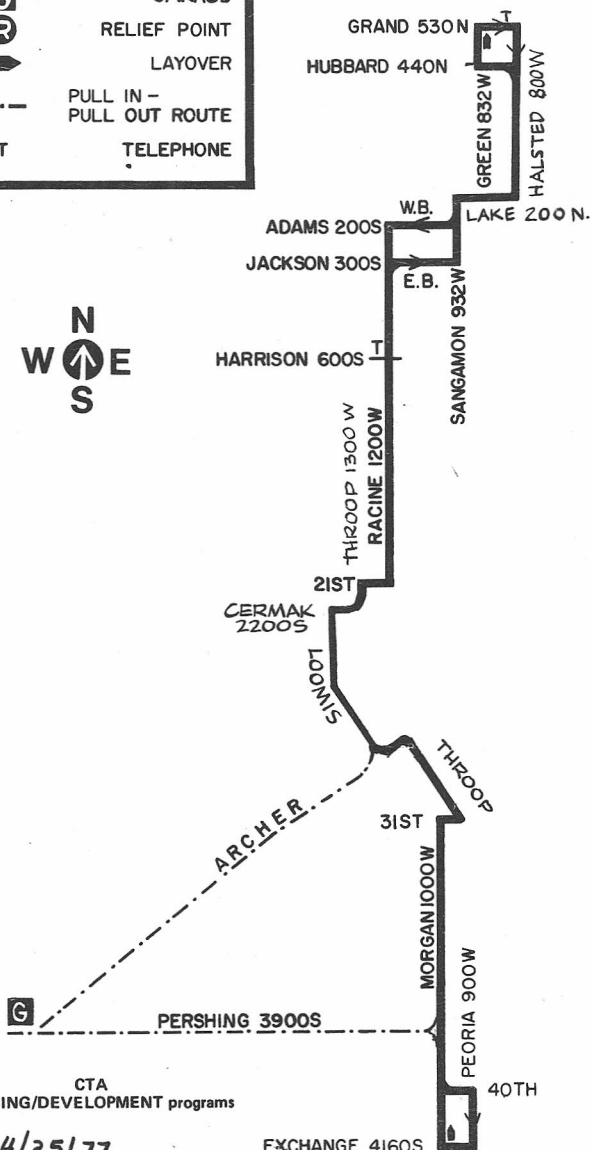 R
RELIEF POINT
LAYOVER
PULL IN –
PULL OUT ROUTE
T
TELEPHONE
T
GRAND 530N
HUBBARD 440N
GREEN 832W
HALSTED 800W
LAKE 200 N.
W.B.
ADAMS 200S
JACKSON 300S
E.B.
SANGAMON 932W
N
W E
S
T
HARRISON 600S
THROOP 1300 W
RACINE 1200W
21ST
CERMAK
2200S
LOOMIS
THROOP
31ST
ARCHER
MORGAN 1000W
G
PERSHING 3900S
PEORIA 900W
40TH
CTA
ING/DEVELOPMENT programs
4/25/77
EXCHANGE 4160S